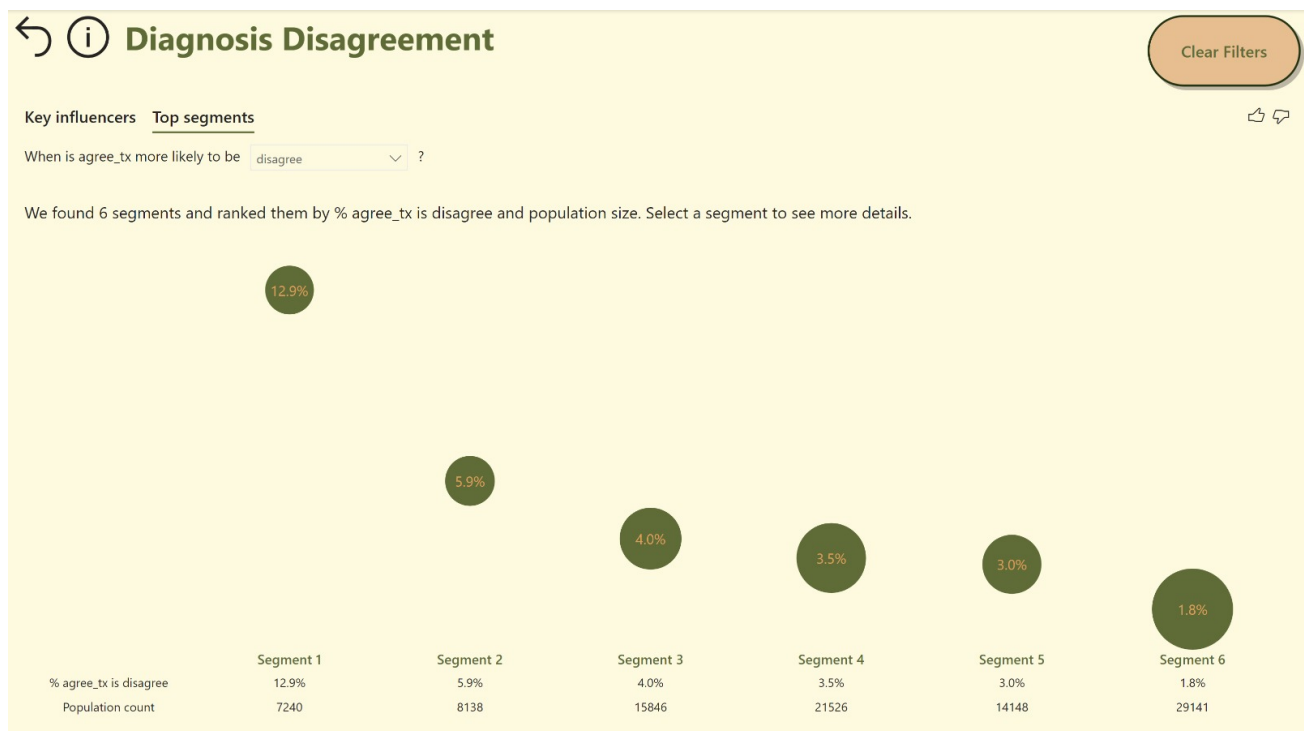 Diagnosis Disagreement
Clear Filters
Key influencers Top segments
When is agree_tx more likely to be disagree ?
We found 6 segments and ranked them by % agree_tx is disagree and population size. Select a segment to see more details.
12.9%
5.9%
4.0%
3.5%
3.0%
1.8%
Segment 1 Segment 2 Segment 3 Segment 4 Segment 5 Segment 6
% agree_tx is disagree 12.9% 5.9% 4.0% 3.5% 3.0% 1.8%
Population count 7240 8138 15846 21526 14148 29141